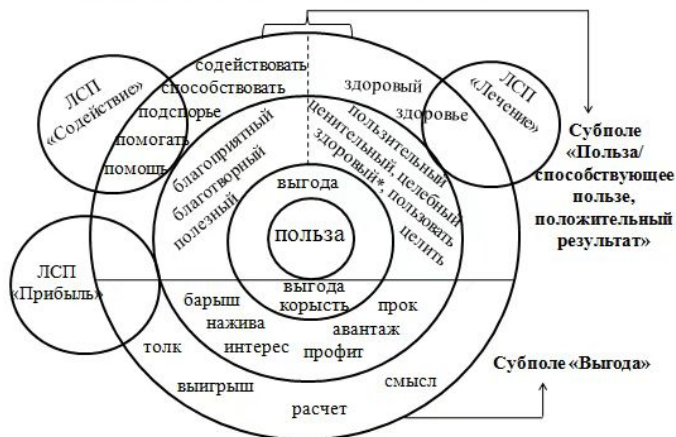 содействовать
способствовать
подспорье
помогать
помощь
ЛСП
«Содействие»
здоровый
здоровье
ЛСП
«Лечение»
благоприятный
благотворный
полезный
пользительный
ценительный, целебный
здоровый*, пользовать
целить
выгода
польза
выгода
корысть
ЛСП
«Прибыль»
барыш
нажива
интерес
прок
авантаж
профит
толк
выигрыш
расчет
смысл
Субполе
«Польза/
способствующее
пользе,
положительный
результат»
Субполе «Выгода»